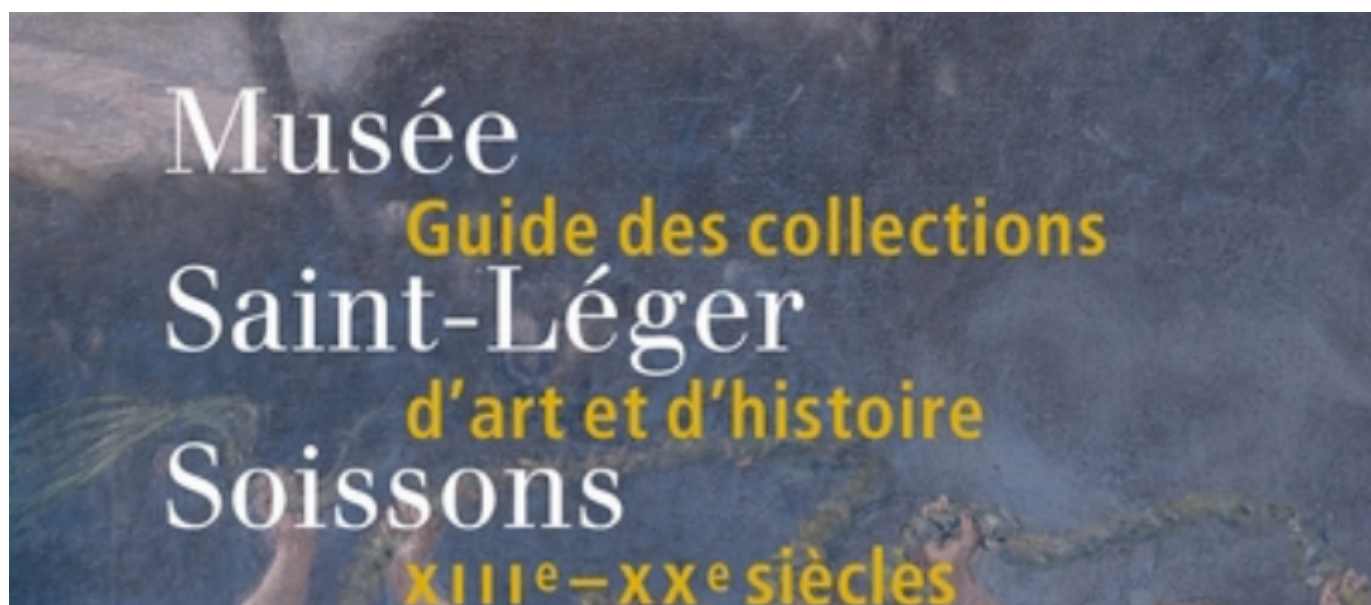 Musée
Guide des collections
Saint-Léger
d’art et d’histoire
Soissons
XIIIe – XXe siècles